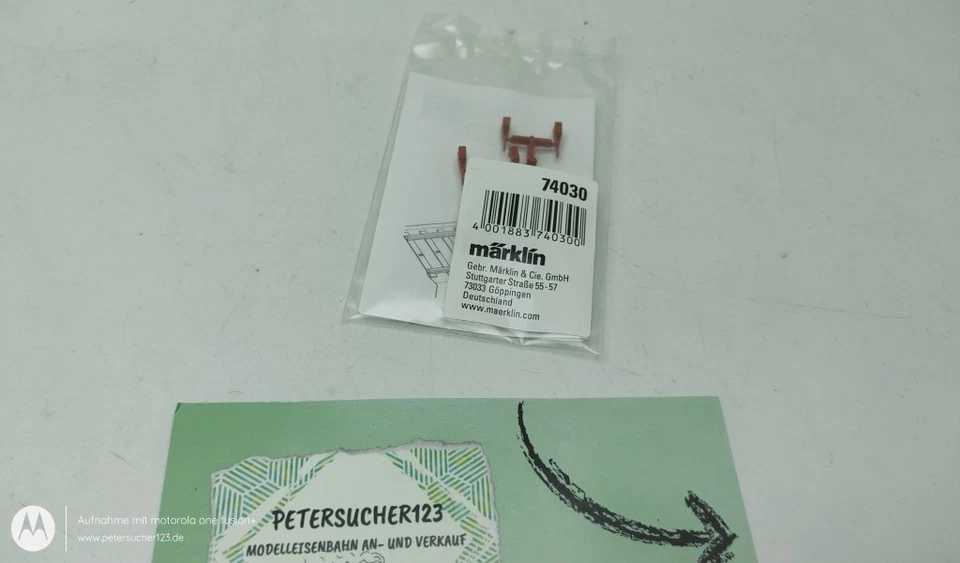 74030
4 001883 740300
märklin
Gebr. Märklin & Cie. GmbH
Stuttgarter Straße 55-57
73033 Göppingen
Deutschland
www.maerklin.com
PETERSUCHER123
MODELLEISENBAHN AN- UND VERKAUF
Aufnahme mit motorola one fusion+
www.petersucher123.de